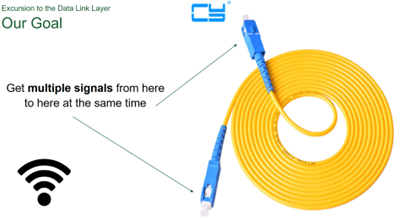 Excursion to the Data Link Layer
Our Goal
CYS
Get multiple signals from here
to here at the same time